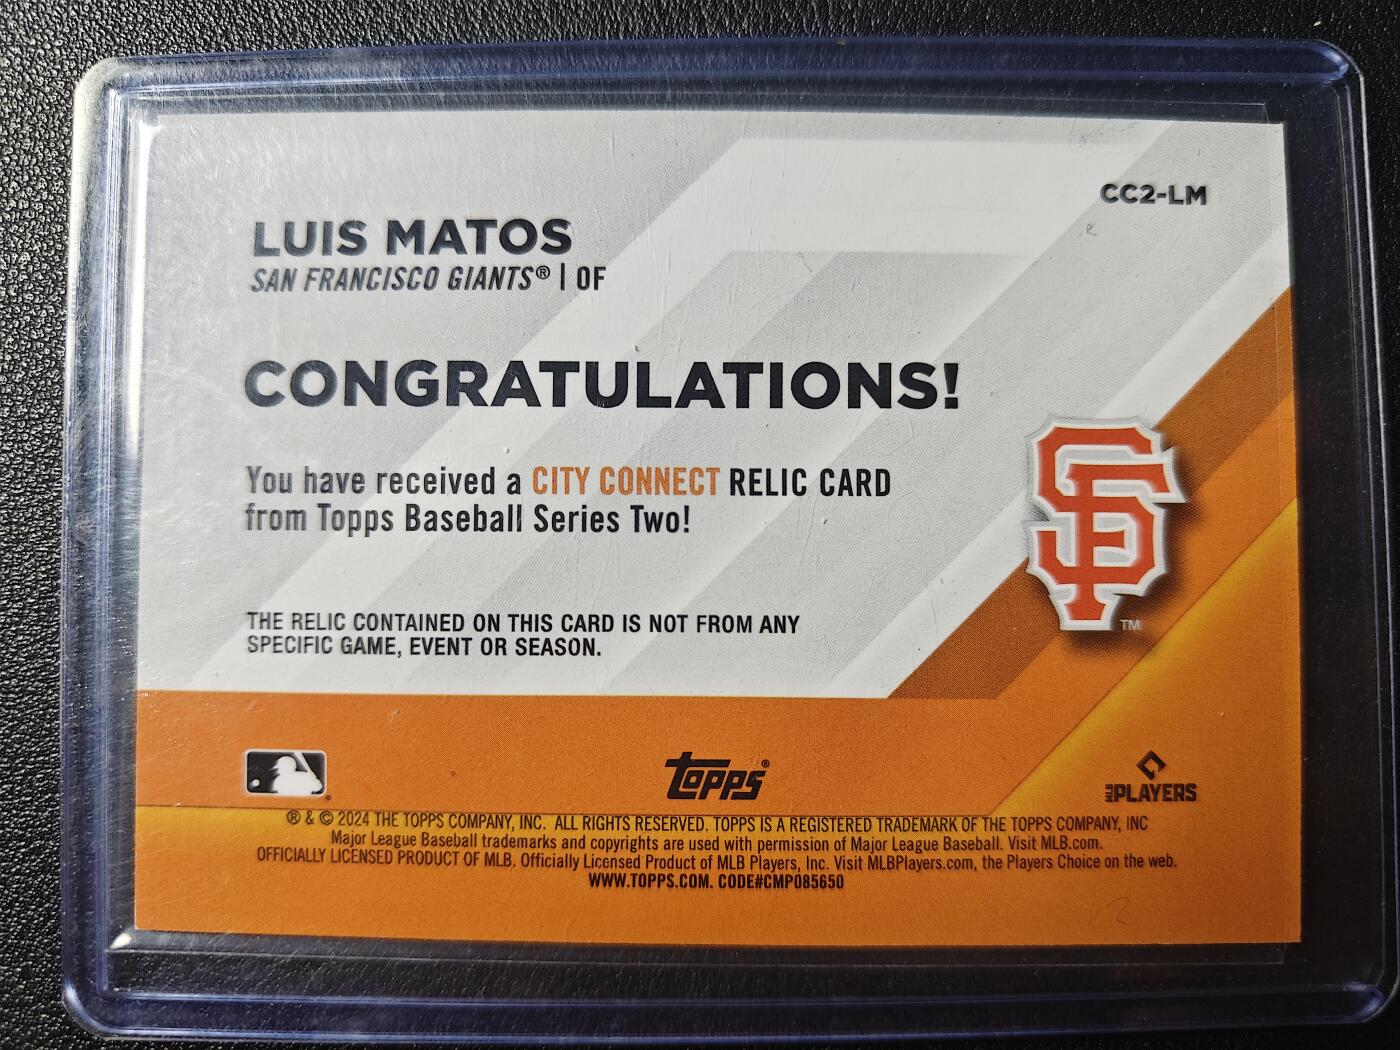 CC2-LM
LUIS MATOS
SAN FRANCISCO GIANTS® | OF
CONGRATULATIONS!
You have received a CITY CONNECT RELIC CARD
from Topps Baseball Series Two!
SF
TM
THE RELIC CONTAINED ON THIS CARD IS NOT FROM ANY
SPECIFIC GAME, EVENT OR SEASON.
topps®
MLB PLAYERS
® & © 2024 THE TOPPS COMPANY, INC. ALL RIGHTS RESERVED. TOPPS IS A REGISTERED TRADEMARK OF THE TOPPS COMPANY, INC
Major League Baseball trademarks and copyrights are used with permission of Major League Baseball. Visit MLB.com.
OFFICIALLY LICENSED PRODUCT OF MLB. Officially Licensed Product of MLB Players, Inc. Visit MLBPlayers.com, the Players Choice on the web.
WWW.TOPPS.COM. CODE#CMP085650